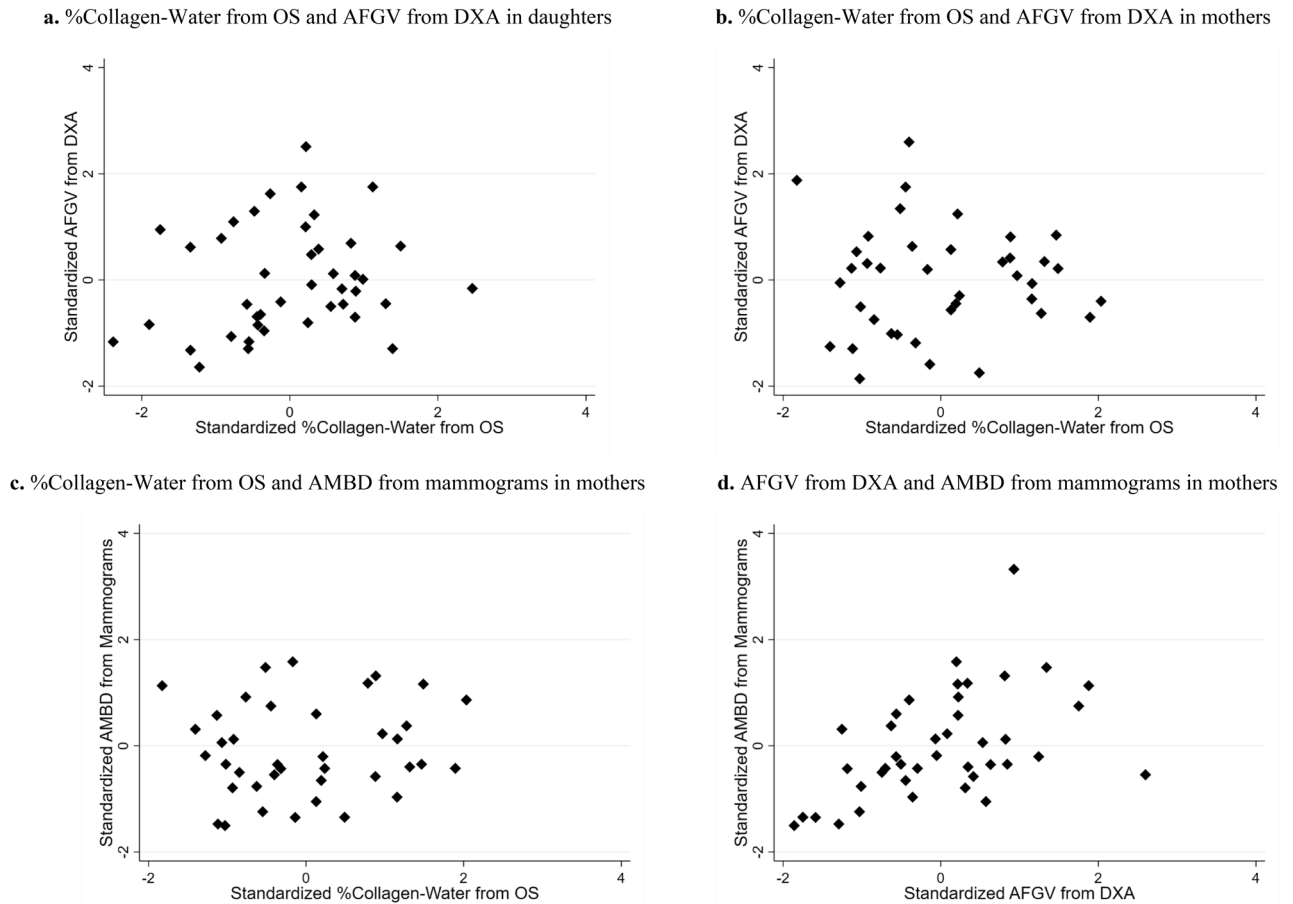 a. %Collagen-Water from OS and AFGV from DXA in daughters
4
2
0
-2
Standardized AFGV from DXA
-2 0 2 4
Standardized %Collagen-Water from OS
b. %Collagen-Water from OS and AFGV from DXA in mothers
4
2
0
-2
Standardized AFGV from DXA
-2 0 2 4
Standardized %Collagen-Water from OS
c. %Collagen-Water from OS and AMBD from mammograms in mothers
4
2
0
-2
Standardized AMBD from Mammograms
-2 0 2 4
Standardized %Collagen-Water from OS
d. AFGV from DXA and AMBD from mammograms in mothers
4
2
0
-2
Standardized AMBD from Mammograms
-2 0 2 4
Standardized AFGV from DXA